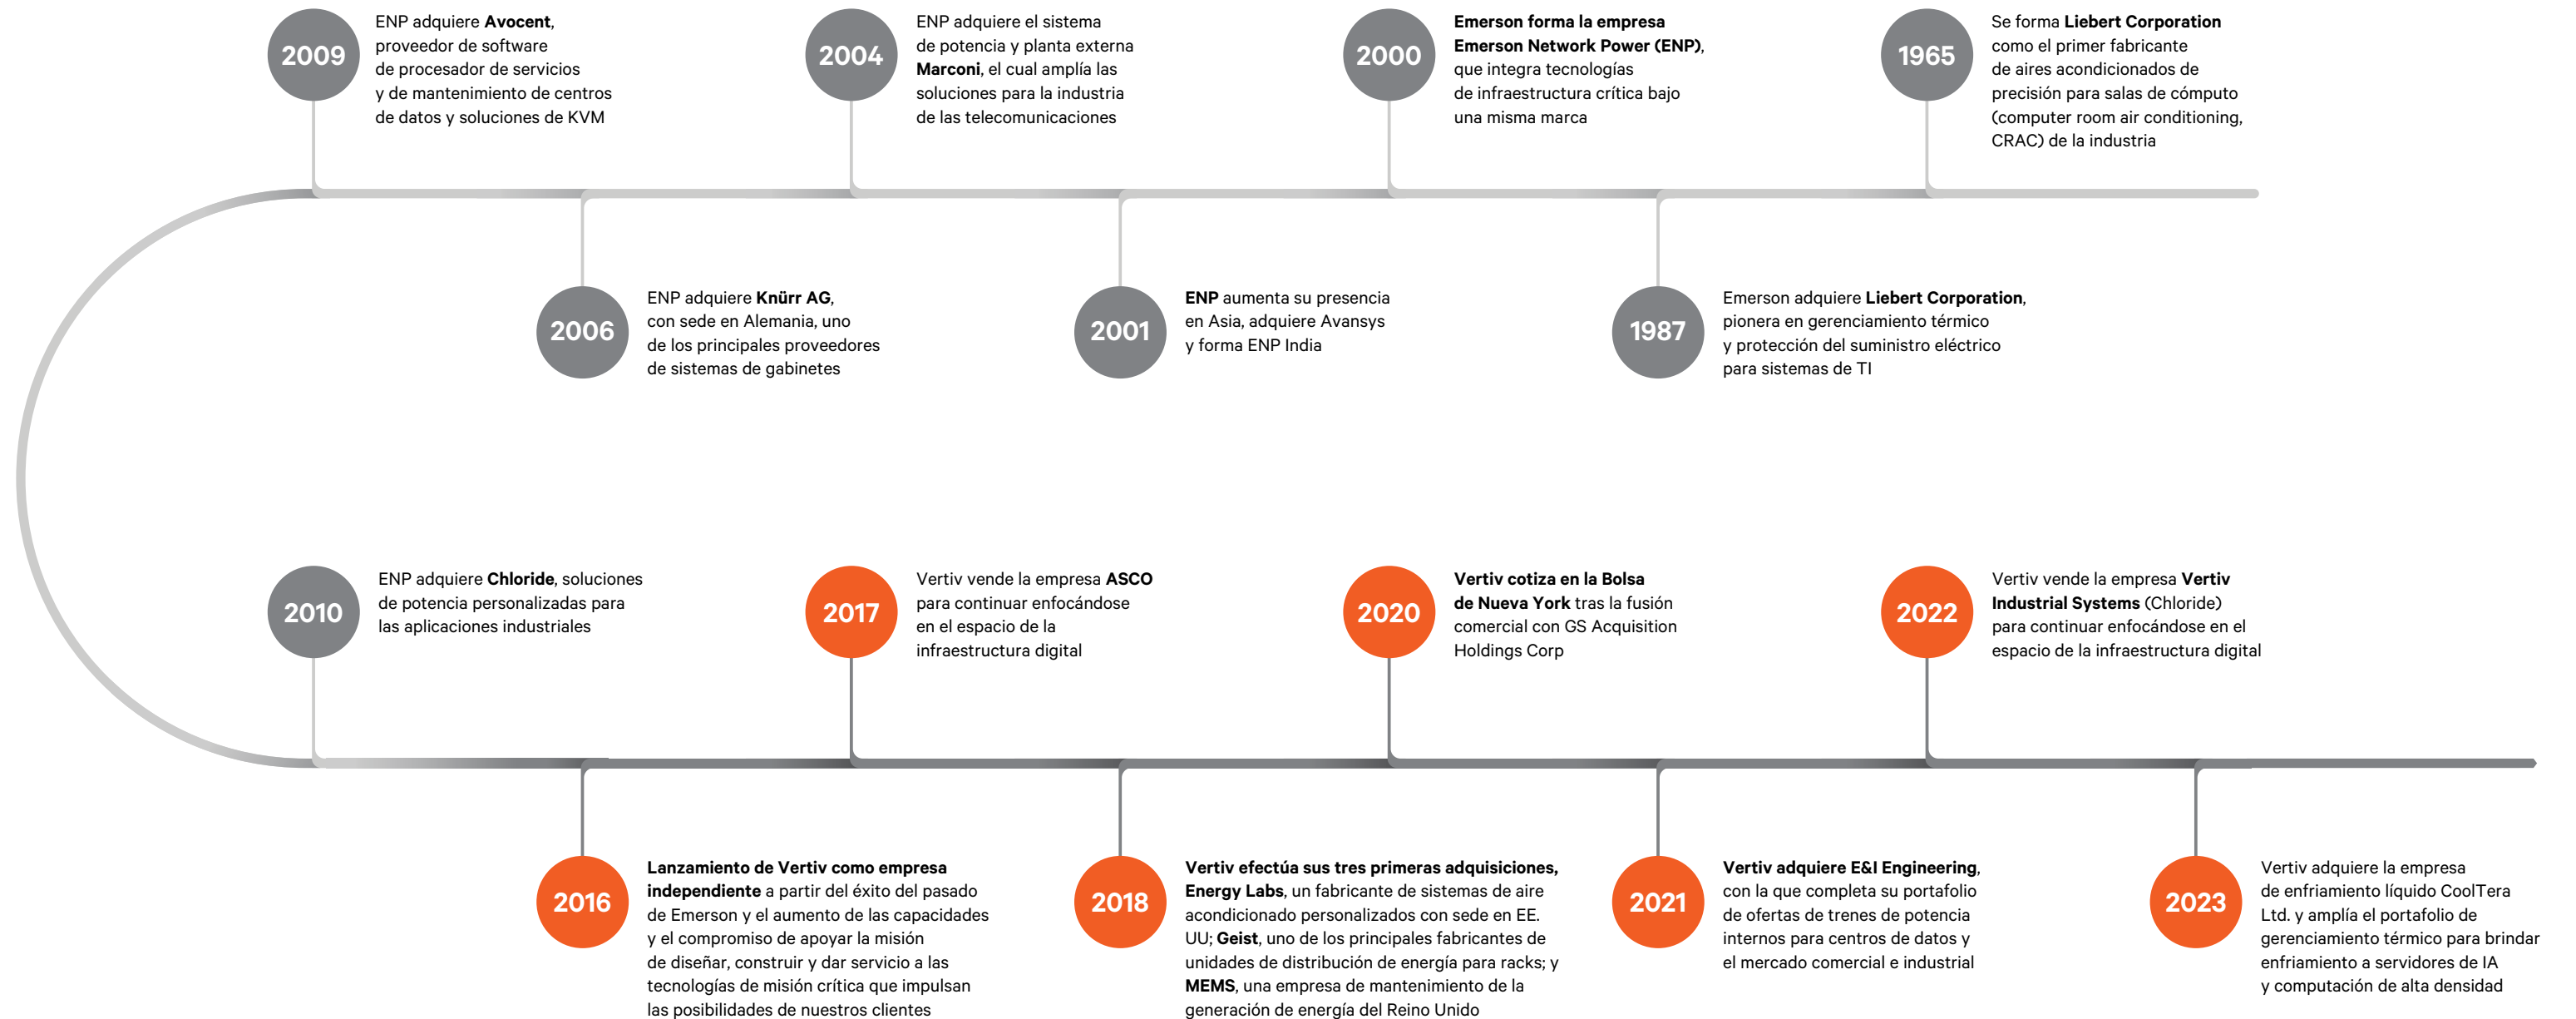 2009
ENP adquiere Avocent,
proveedor de software
de procesador de servicios
y de mantenimiento de centros
de datos y soluciones de KVM
2004
ENP adquiere el sistema
de potencia y planta externa
Marconi, el cual amplía las
soluciones para la industria
de las telecomunicaciones
2000
Emerson forma la empresa
Emerson Network Power (ENP),
que integra tecnologías
de infraestructura crítica bajo
una misma marca
1965
Se forma Liebert Corporation
como el primer fabricante
de aires acondicionados de
precisión para salas de cómputo
(computer room air conditioning,
CRAC) de la industria
2006
ENP adquiere Knürr AG,
con sede en Alemania, uno
de los principales proveedores
de sistemas de gabinetes
2001
ENP aumenta su presencia
en Asia, adquiere Avansys
y forma ENP India
1987
Emerson adquiere Liebert Corporation,
pionera en gerenciamiento térmico
y protección del suministro eléctrico
para sistemas de TI
2010
ENP adquiere Chloride, soluciones
de potencia personalizadas para
las aplicaciones industriales
2017
Vertiv vende la empresa ASCO
para continuar enfocándose
en el espacio de la
infraestructura digital
2020
Vertiv cotiza en la Bolsa
de Nueva York tras la fusión
comercial con GS Acquisition
Holdings Corp
2022
Vertiv vende la empresa Vertiv
Industrial Systems (Chloride)
para continuar enfocándose en el
espacio de la infraestructura digital
2016
Lanzamiento de Vertiv como empresa
independiente a partir del éxito del pasado
de Emerson y el aumento de las capacidades
y el compromiso de apoyar la misión
de diseñar, construir y dar servicio a las
tecnologías de misión crítica que impulsan
las posibilidades de nuestros clientes
2018
Vertiv efectúa sus tres primeras adquisiciones,
Energy Labs, un fabricante de sistemas de aire
acondicionado personalizados con sede en EE.
UU; Geist, uno de los principales fabricantes de
unidades de distribución de energía para racks; y
MEMS, una empresa de mantenimiento de la
generación de energía del Reino Unido
2021
Vertiv adquiere E&I Engineering,
con la que completa su portafolio
de ofertas de trenes de potencia
internos para centros de datos y
el mercado comercial e industrial
2023
Vertiv adquiere la empresa
de enfriamiento líquido CoolTera
Ltd. y amplía el portafolio de
gerenciamiento térmico para brindar
enfriamiento a servidores de IA
y computación de alta densidad